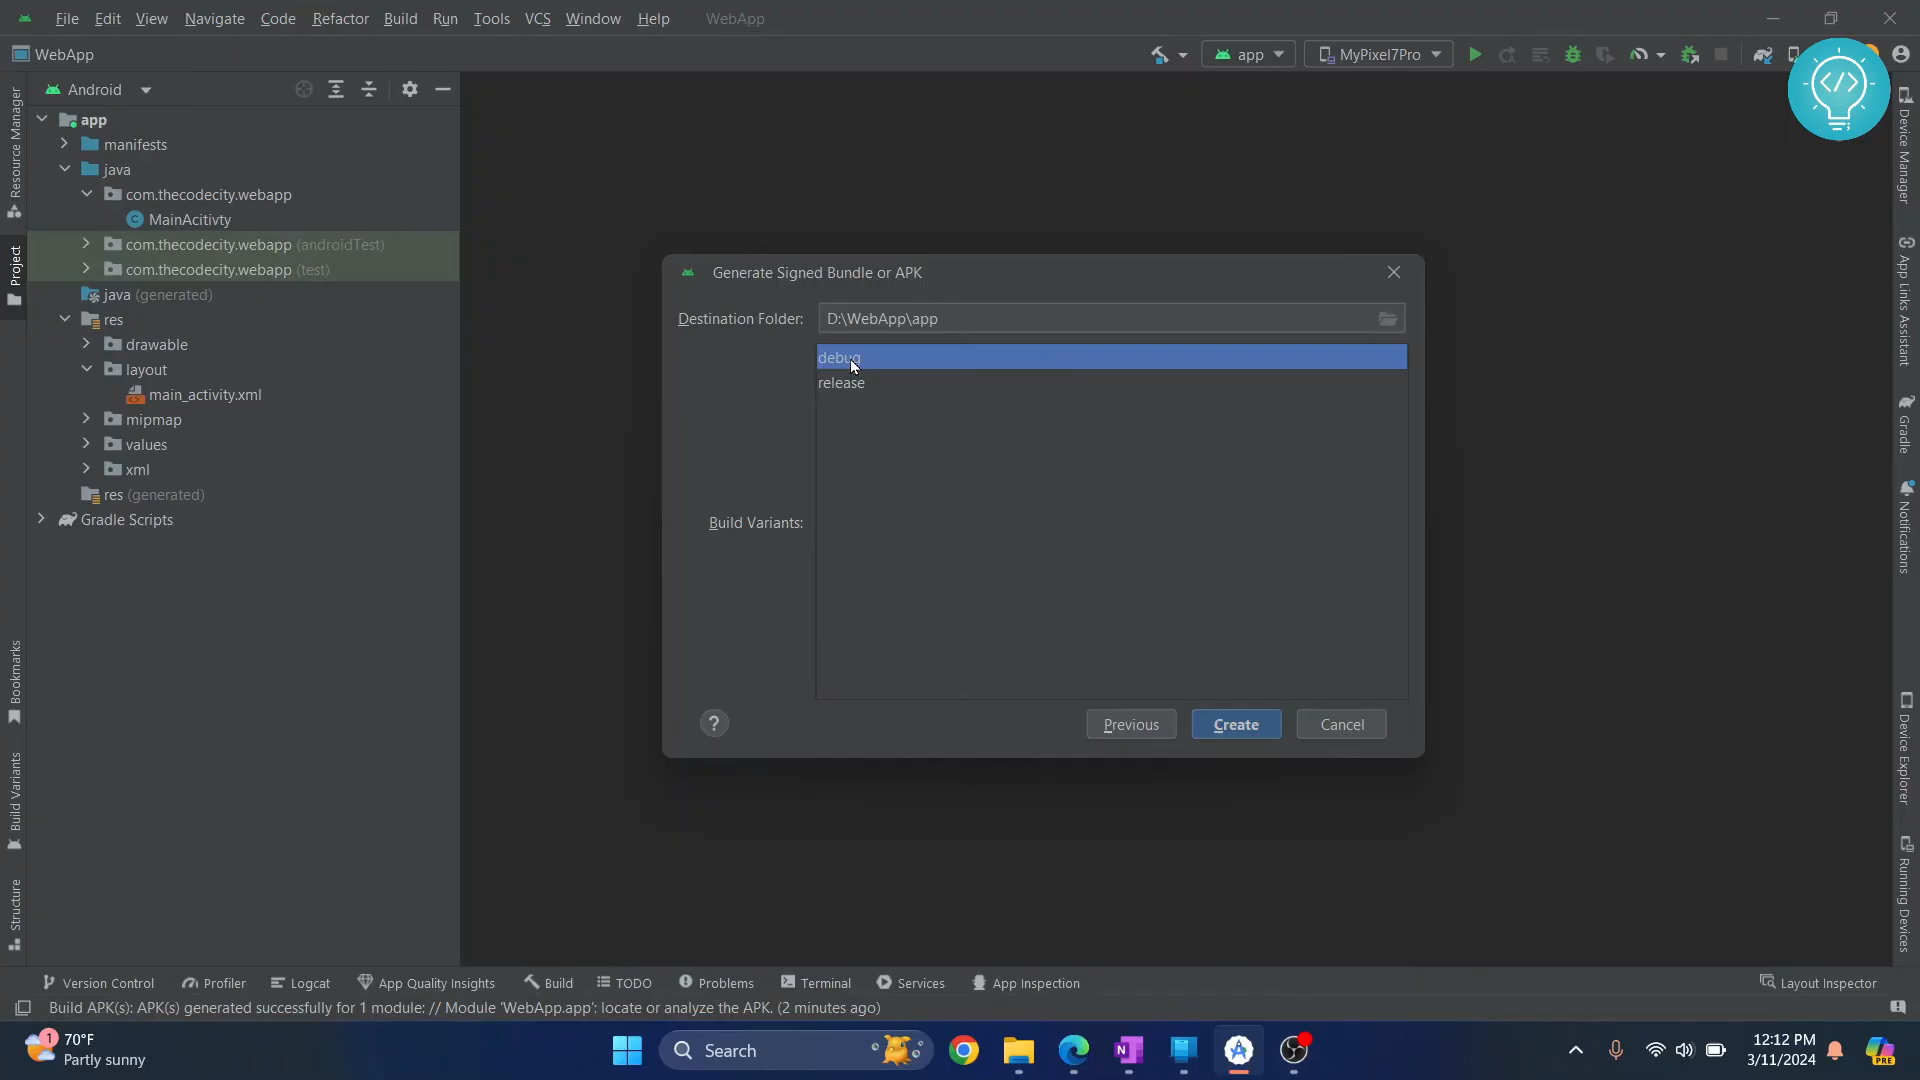 File Edit View Navigate Code Refactor Build Run Tools VCS Window Help WebApp
WebApp
app
MyPixel7Pro
Android
app
manifests
java
com.thecodecity.webapp
MainAcitivty
com.thecodecity.webapp (androidTest)
com.thecodecity.webapp (test)
java (generated)
res
drawable
layout
main_activity.xml
mipmap
values
xml
res (generated)
Gradle Scripts
Resource Manager
Project
Bookmarks
Build Variants
Structure
Generate Signed Bundle or APK
Destination Folder: D:\WebApp\app
debug
release
Build Variants:
?
Previous Create Cancel
Device Manager
App Links Assistant
Gradle
Notifications
Device Explorer
Running Devices
Version Control Profiler Logcat App Quality Insights Build TODO Problems Terminal Services App Inspection Layout Inspector
Build APK(s): APK(s) generated successfully for 1 module: // Module 'WebApp.app': locate or analyze the APK. (2 minutes ago)
1
70°F
Partly sunny
Search
12:12 PM
3/11/2024
PRE